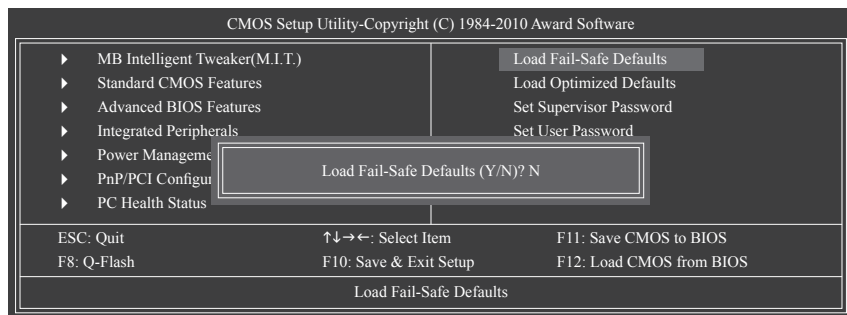 CMOS Setup Utility-Copyright (C) 1984-2010 Award Software
MB Intelligent Tweaker(M.I.T.)
Standard CMOS Features
Advanced BIOS Features
Integrated Peripherals
Power Manageme
PnP/PCI Configur
PC Health Status
Load Fail-Safe Defaults
Load Optimized Defaults
Set Supervisor Password
Set User Password
Load Fail-Safe Defaults (Y/N)? N
ESC: Quit ↑↓→←: Select Item F11: Save CMOS to BIOS
F8: Q-Flash F10: Save & Exit Setup F12: Load CMOS from BIOS
Load Fail-Safe Defaults